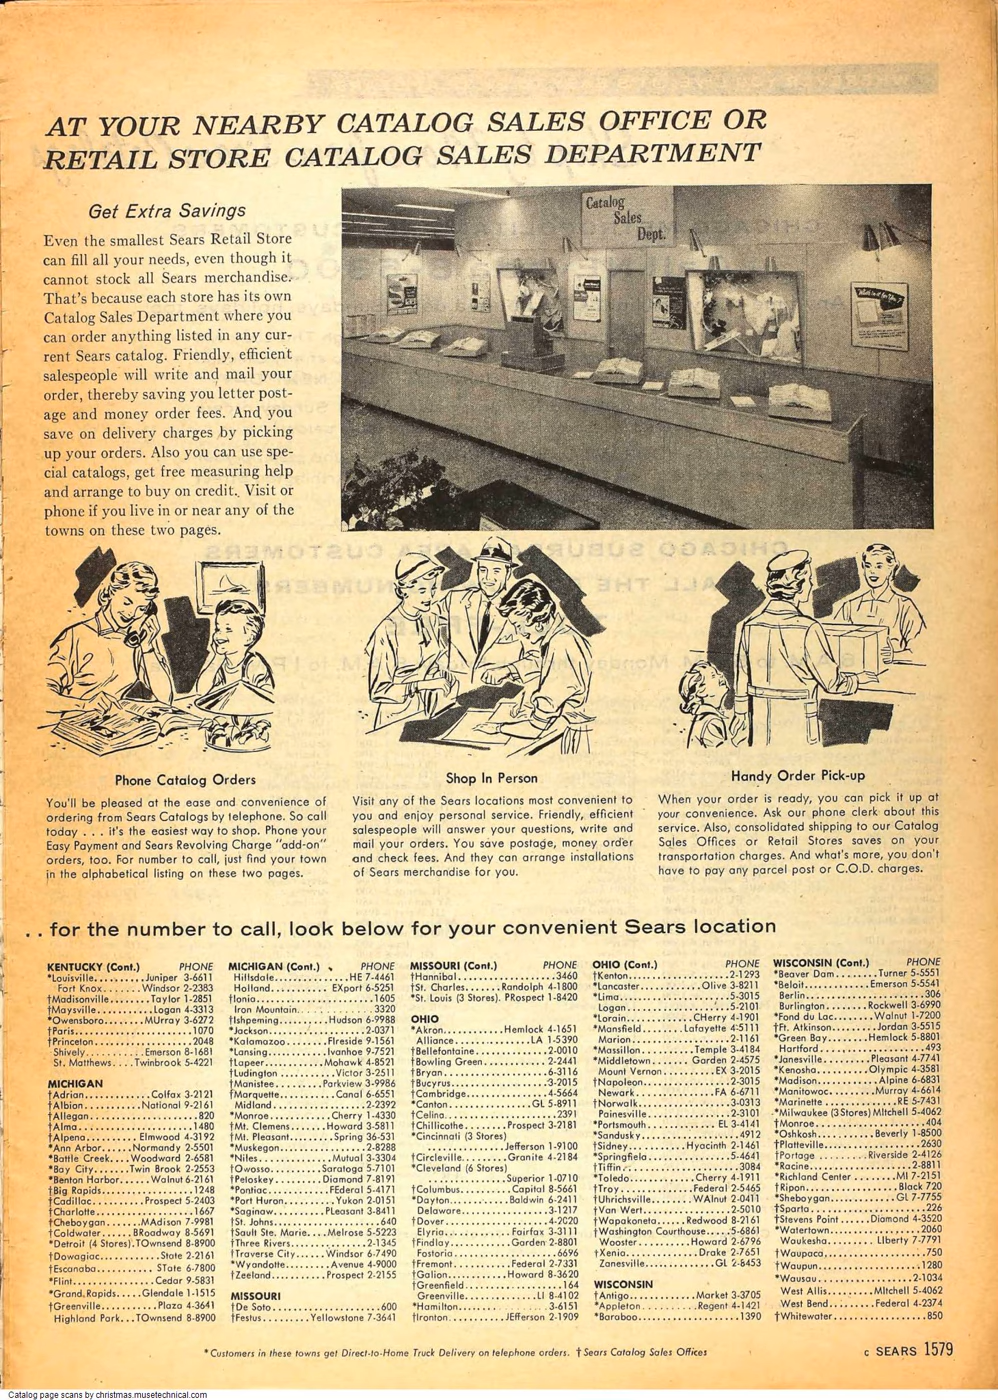 AT YOUR NEARBY CATALOG SALES OFFICE OR
RETAIL STORE CATALOG SALES DEPARTMENT
Get Extra Savings
Even the smallest Sears Retail Store
can fill all your needs, even though it
cannot stock all Sears merchandise.
That's because each store has its own
Catalog Sales Department where you
can order anything listed in any cur-
rent Sears catalog. Friendly, efficient
salespeople will write and mail your
order, thereby saving you letter post-
age and money order fees. And you
save on delivery charges by picking
up your orders. Also you can use spe-
cial catalogs, get free measuring help
and arrange to buy on credit. Visit or
phone if you live in or near any of the
towns on these two pages.
Catalog
Sales
Dept.
Phone Catalog Orders
You'll be pleased at the ease and convenience of
ordering from Sears Catalogs by telephone. So call
today . . . it's the easiest way to shop. Phone your
Easy Payment and Sears Revolving Charge "add-on"
orders, too. For number to call, just find your town
in the alphabetical listing on these two pages.
Shop In Person
Visit any of the Sears locations most convenient to
you and enjoy personal service. Friendly, efficient
salespeople will answer your questions, write and
mail your orders. You save postage, money order
and check fees. And they can arrange installations
of Sears merchandise for you.
Handy Order Pick-up
When your order is ready, you can pick it up at
your convenience. Ask our phone clerk about this
service. Also, consolidated shipping to our Catalog
Sales Offices or Retail Stores saves on your
transportation charges. And what's more, you don't
have to pay any parcel post or C.O.D. charges.
. . for the number to call, look below for your convenient Sears location
KENTUCKY (Cont.) PHONE
*Louisville..........Juniper 3-6611
Fort Knox........Windsor 2-2383
†Madisonville........Taylor 1-2851
†Maysville..........Logan 4-3313
*Owensboro........MUrray 3-6272
†Paris....................1070
†Princeton................2048
Shively..........Emerson 8-1681
St. Matthews...Twinbrook 5-4221
MICHIGAN
†Adrian............Colfax 3-2121
†Albion..........National 9-2161
†Allegan....................820
†Alma.....................1480
†Alpena..........Elmwood 4-3192
*Ann Arbor......Normandy 2-5501
*Battle Creek....Woodward 2-6581
*Bay City......Twin Brook 2-2553
*Benton Harbor......Walnut 6-2161
†Big Rapids................1248
†Cadillac.........Prospect 5-2403
†Charlotte.................1667
†Cheboygan.......MAdison 7-9981
†Coldwater......BRoadway 8-5691
*Detroit (4 Stores).TOwnsend 8-8900
†Dowagiac..........State 2-2161
†Escanaba..........STate 6-7800
*Flint.............Cedar 9-5831
*Grand Rapids.....Glendale 1-1515
†Greenville..........Plaza 4-3641
Highland Park...TOwnsend 8-8900
MICHIGAN (Cont.) PHONE
Hillsdale...............HE 7-4461
Holland............EXport 6-5251
†Ionia.....................1605
Iron Mountain..............3320
†Ishpeming.........Hudson 6-9988
*Jackson..................2-0371
*Kalamazoo........FIreside 9-1561
*Lansing..........Ivanhoe 9-7521
†Lapeer...........Mohawk 4-8521
†Ludington..........Victor 3-2511
†Manistee........Parkview 3-9986
†Marquette..........Canal 6-6551
Midland..................2-2392
*Monroe...........Cherry 1-4330
†Mt. Clemens......Howard 3-5811
†Mt. Pleasant.......Spring 36-531
*Muskegon................2-8288
*Niles.............Mutual 3-3304
†Owosso.........Saratoga 5-7101
†Petoskey........Diamond 7-8191
*Pontiac..........FEderal 5-4171
*Port Huron.........Yukon 2-0151
*Saginaw........PLeasant 3-8411
†St. Johns..................640
†Sault Ste. Marie....Melrose 5-5223
†Three Rivers..............2-1345
†Traverse City......Windsor 6-7490
*Wyandotte........Avenue 4-9000
†Zeeland.........Prospect 2-2155
MISSOURI
†De Soto...................600
†Festus.........Yellowstone 7-3641
MISSOURI (Cont.) PHONE
†Hannibal..................3460
†St. Charles.......Randolph 4-1800
*St. Louis (3 Stores). PRospect 1-8420
OHIO
*Akron..........Hemlock 4-1651
Alliance..............LA 1-5390
†Bellefontaine.............2-0010
†Bowling Green............2-2441
†Bryan...................6-3116
†Bucyrus.................3-2015
†Cambridge...............4-5664
*Canton..............GL 5-8911
†Celina....................2391
†Chillicothe........Prospect 3-2181
*Cincinnati (3 Stores)
Jefferson 1-9100
†Circleville........Granite 4-2184
*Cleveland (6 Stores)
Superior 1-0710
†Columbus.........Capital 8-5661
*Dayton..........Baldwin 6-2411
Delaware.................3-1217
†Dover...................4-2020
Elyria............Fairfax 3-3111
†Findlay..........Garden 2-8801
Fostoria...................6696
†Fremont..........Federal 2-7331
†Galion...........Howard 8-3620
†Greenfield.................164
Greenville.............LI 8-4102
*Hamilton................3-6151
†Ironton..........JEfferson 2-1909
OHIO (Cont.) PHONE
†Kenton..................2-1293
*Lancaster...........Olive 3-8211
*Lima....................5-3015
Logan...................5-2101
*Lorain...........CHerry 4-1901
*Mansfield.......Lafayette 4-5111
Marion..................2-1161
*Massillon.........Temple 3-4184
*Middletown.......Garden 2-4575
Mount Vernon.........EX 3-2015
†Napoleon...............2-3015
Newark..............FA 6-6711
†Norwalk................3-0313
Painesville..............2-3101
*Portsmouth...........EL 3-4141
*Sandusky.................4912
†Sidney..........Hyacinth 2-1461
†Springfield..............5-4641
†Tiffin....................3084
*Toledo...........Cherry 4-1911
†Troy............Federal 2-5465
†Uhrichsville.......WAlnut 2-0411
†Van Wert...............2-5010
†Wapakoneta......Redwood 8-2161
†Washington Courthouse.....5-6861
Wooster.........Howard 2-6796
†Xenia............Drake 2-7651
Zanesville............GL 2-8453
WISCONSIN
†Antigo..........Market 3-3705
*Appleton.........Regent 4-1421
*Baraboo..................1390
WISCONSIN (Cont.) PHONE
*Beaver Dam.......Turner 5-5551
*Beloit...........Emerson 5-5541
Berlin.....................306
Burlington.......Rockwell 3-6990
*Fond du Lac.......Walnut 1-7200
†Ft. Atkinson.......Jordan 3-5515
*Green Bay.......Hemlock 5-8801
Hartford...................493
*Janesville........Pleasant 4-7741
*Kenosha..........Olympic 4-3581
*Madison...........Alpine 6-6831
*Manitowoc........Murray 4-6614
*Marinette............RE 5-7431
*Milwaukee (3 Stores) MItchell 5-4062
†Monroe....................404
*Oshkosh..........Beverly 1-8500
†Platteville................2630
†Portage.........Riverside 2-4126
*Racine...................2-8811
*Richland Center........MI 7-2151
†Ripon................Black 720
*Sheboygan............GL 7-7755
†Sparta....................226
†Stevens Point.....Diamond 4-3520
*Watertown................2060
Waukesha.........LIberty 7-7791
†Waupaca..................750
†Waupun..................1280
*Wausau.................2-1034
West Allis.........MItchell 5-4062
West Bend........Federal 4-2374
†Whitewater................850
*Customers in these towns get Direct-to-Home Truck Delivery on telephone orders. †Sears Catalog Sales Offices
c SEARS 1579
Catalog page scans by christmas.musetechnical.com